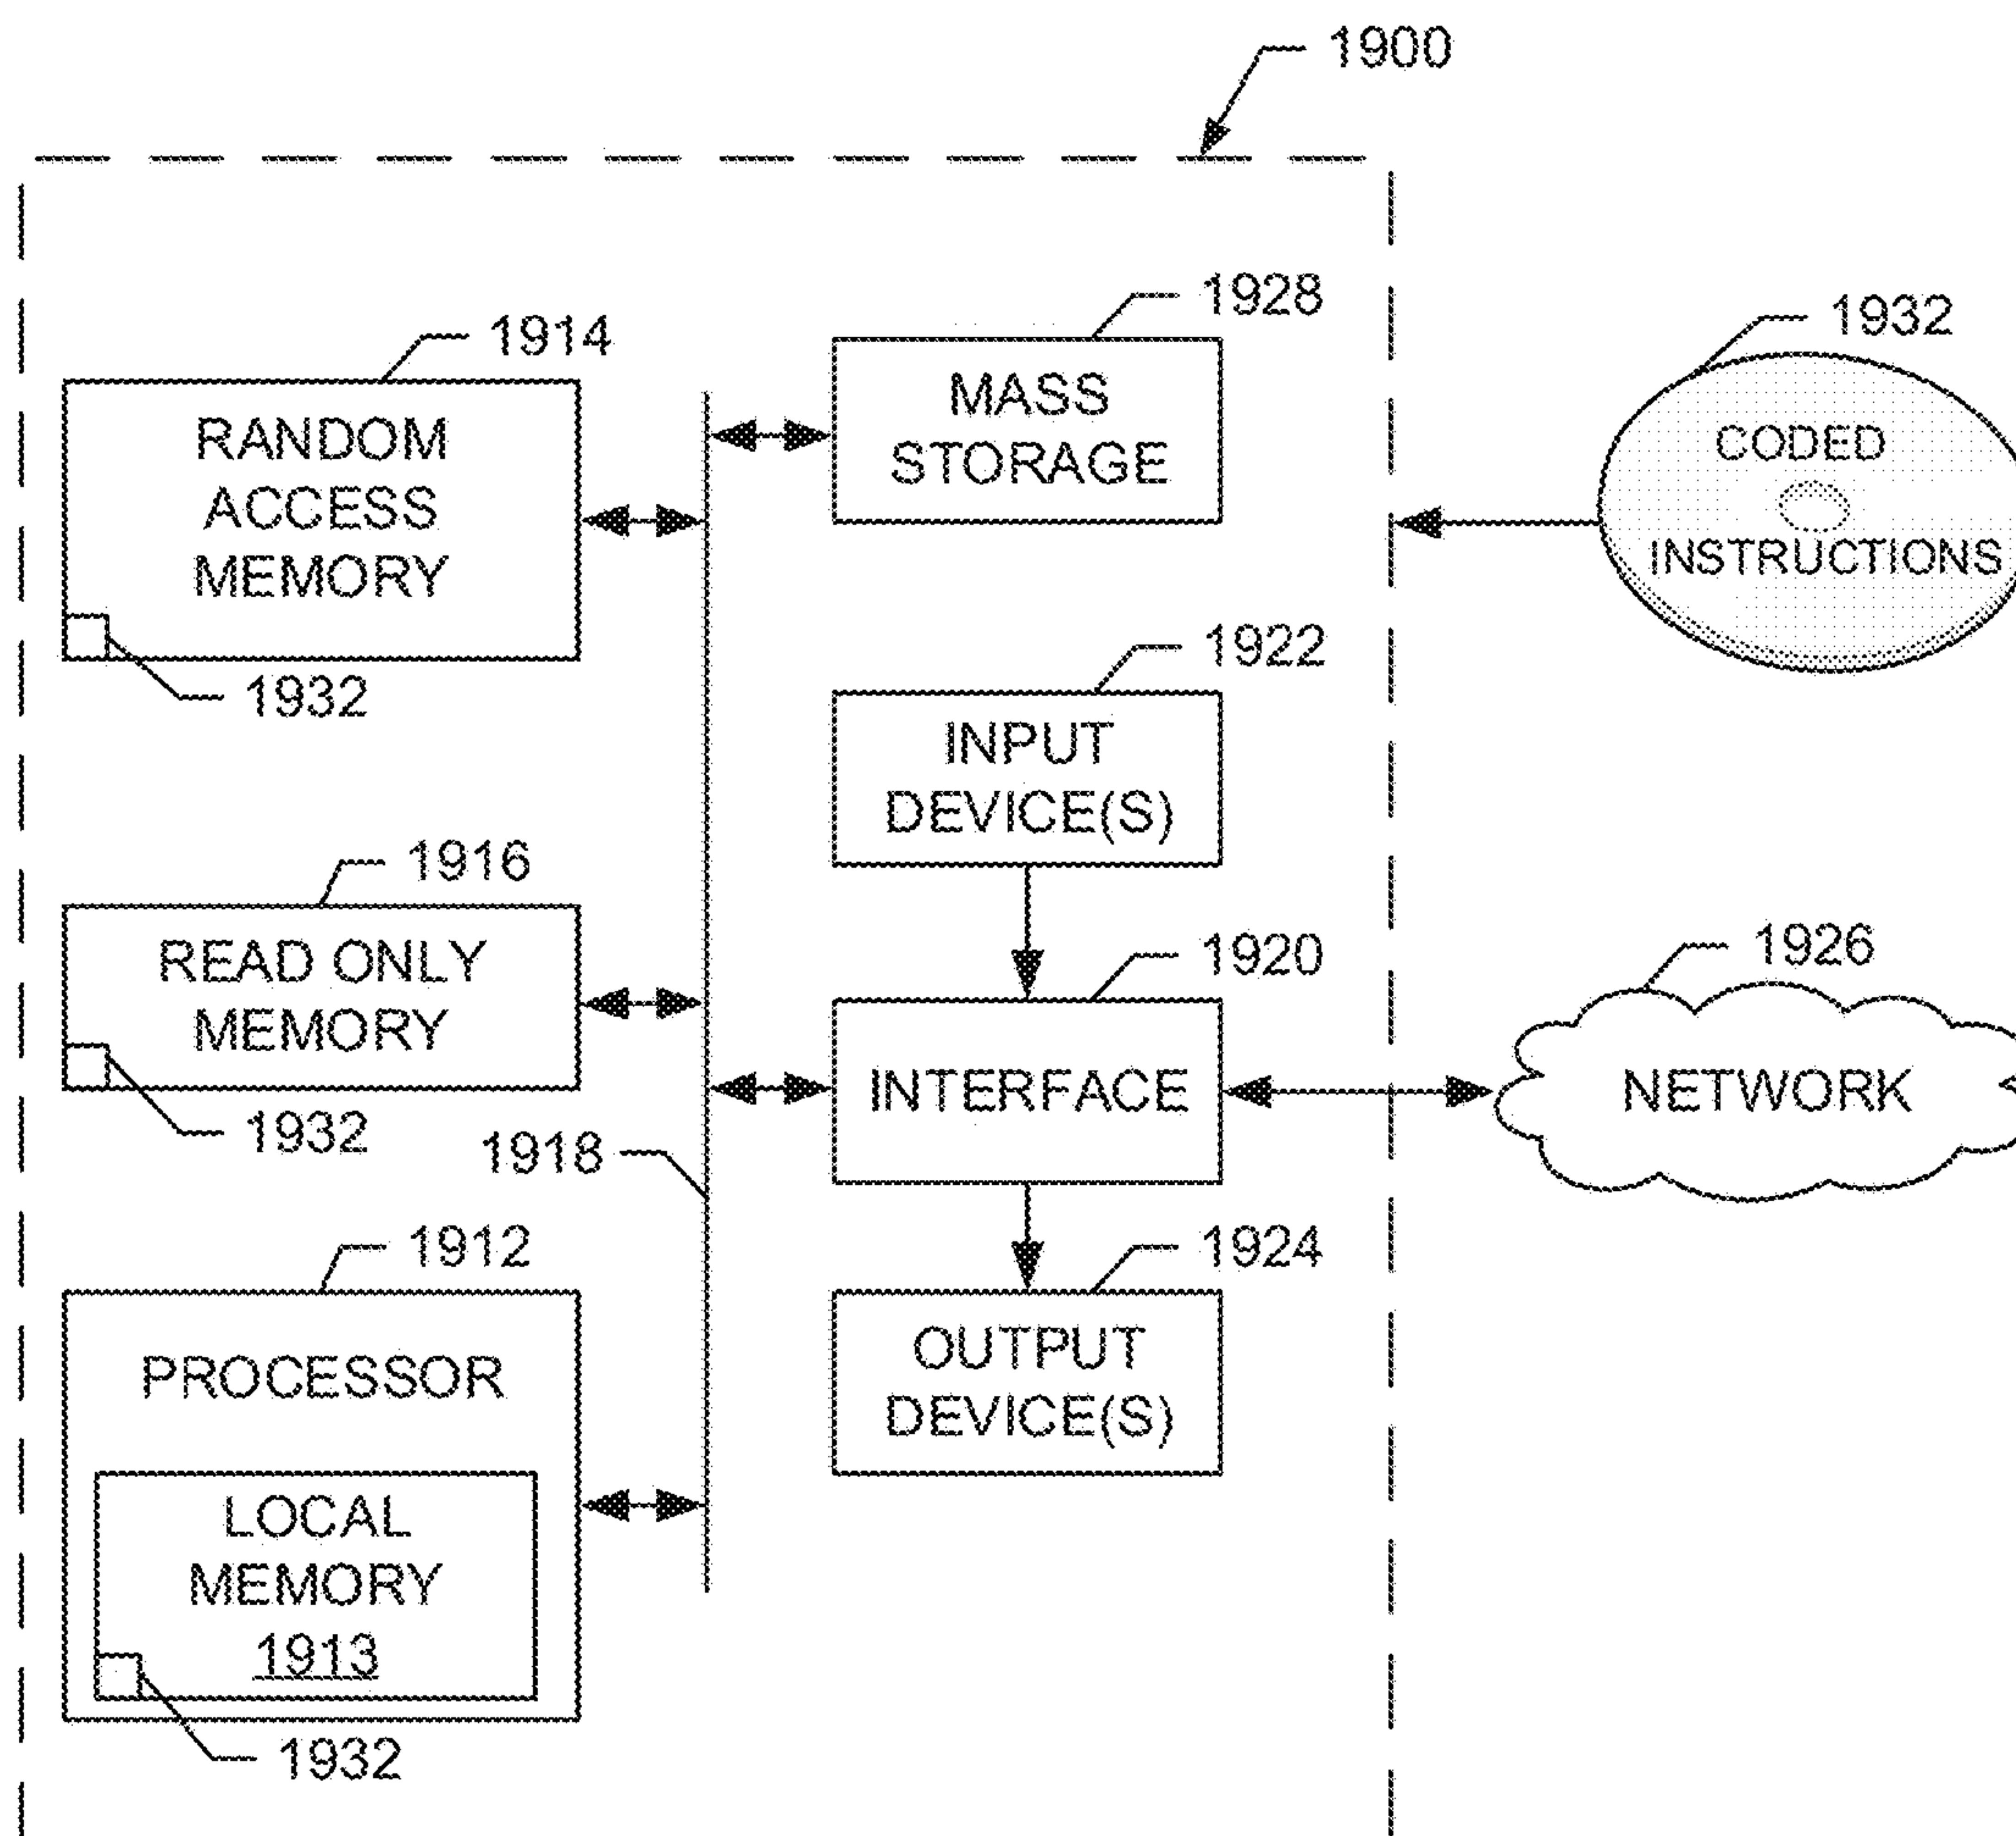 1900
1928
MASS
STORAGE
1914
RANDOM
ACCESS
MEMORY
1932
1932
CODED
INSTRUCTIONS
1922
INPUT
DEVICE(S)
1916
READ ONLY
MEMORY
1932
1918
1920
INTERFACE
1926
NETWORK
1912
PROCESSOR
LOCAL
MEMORY
1913
1932
1924
OUTPUT
DEVICE(S)